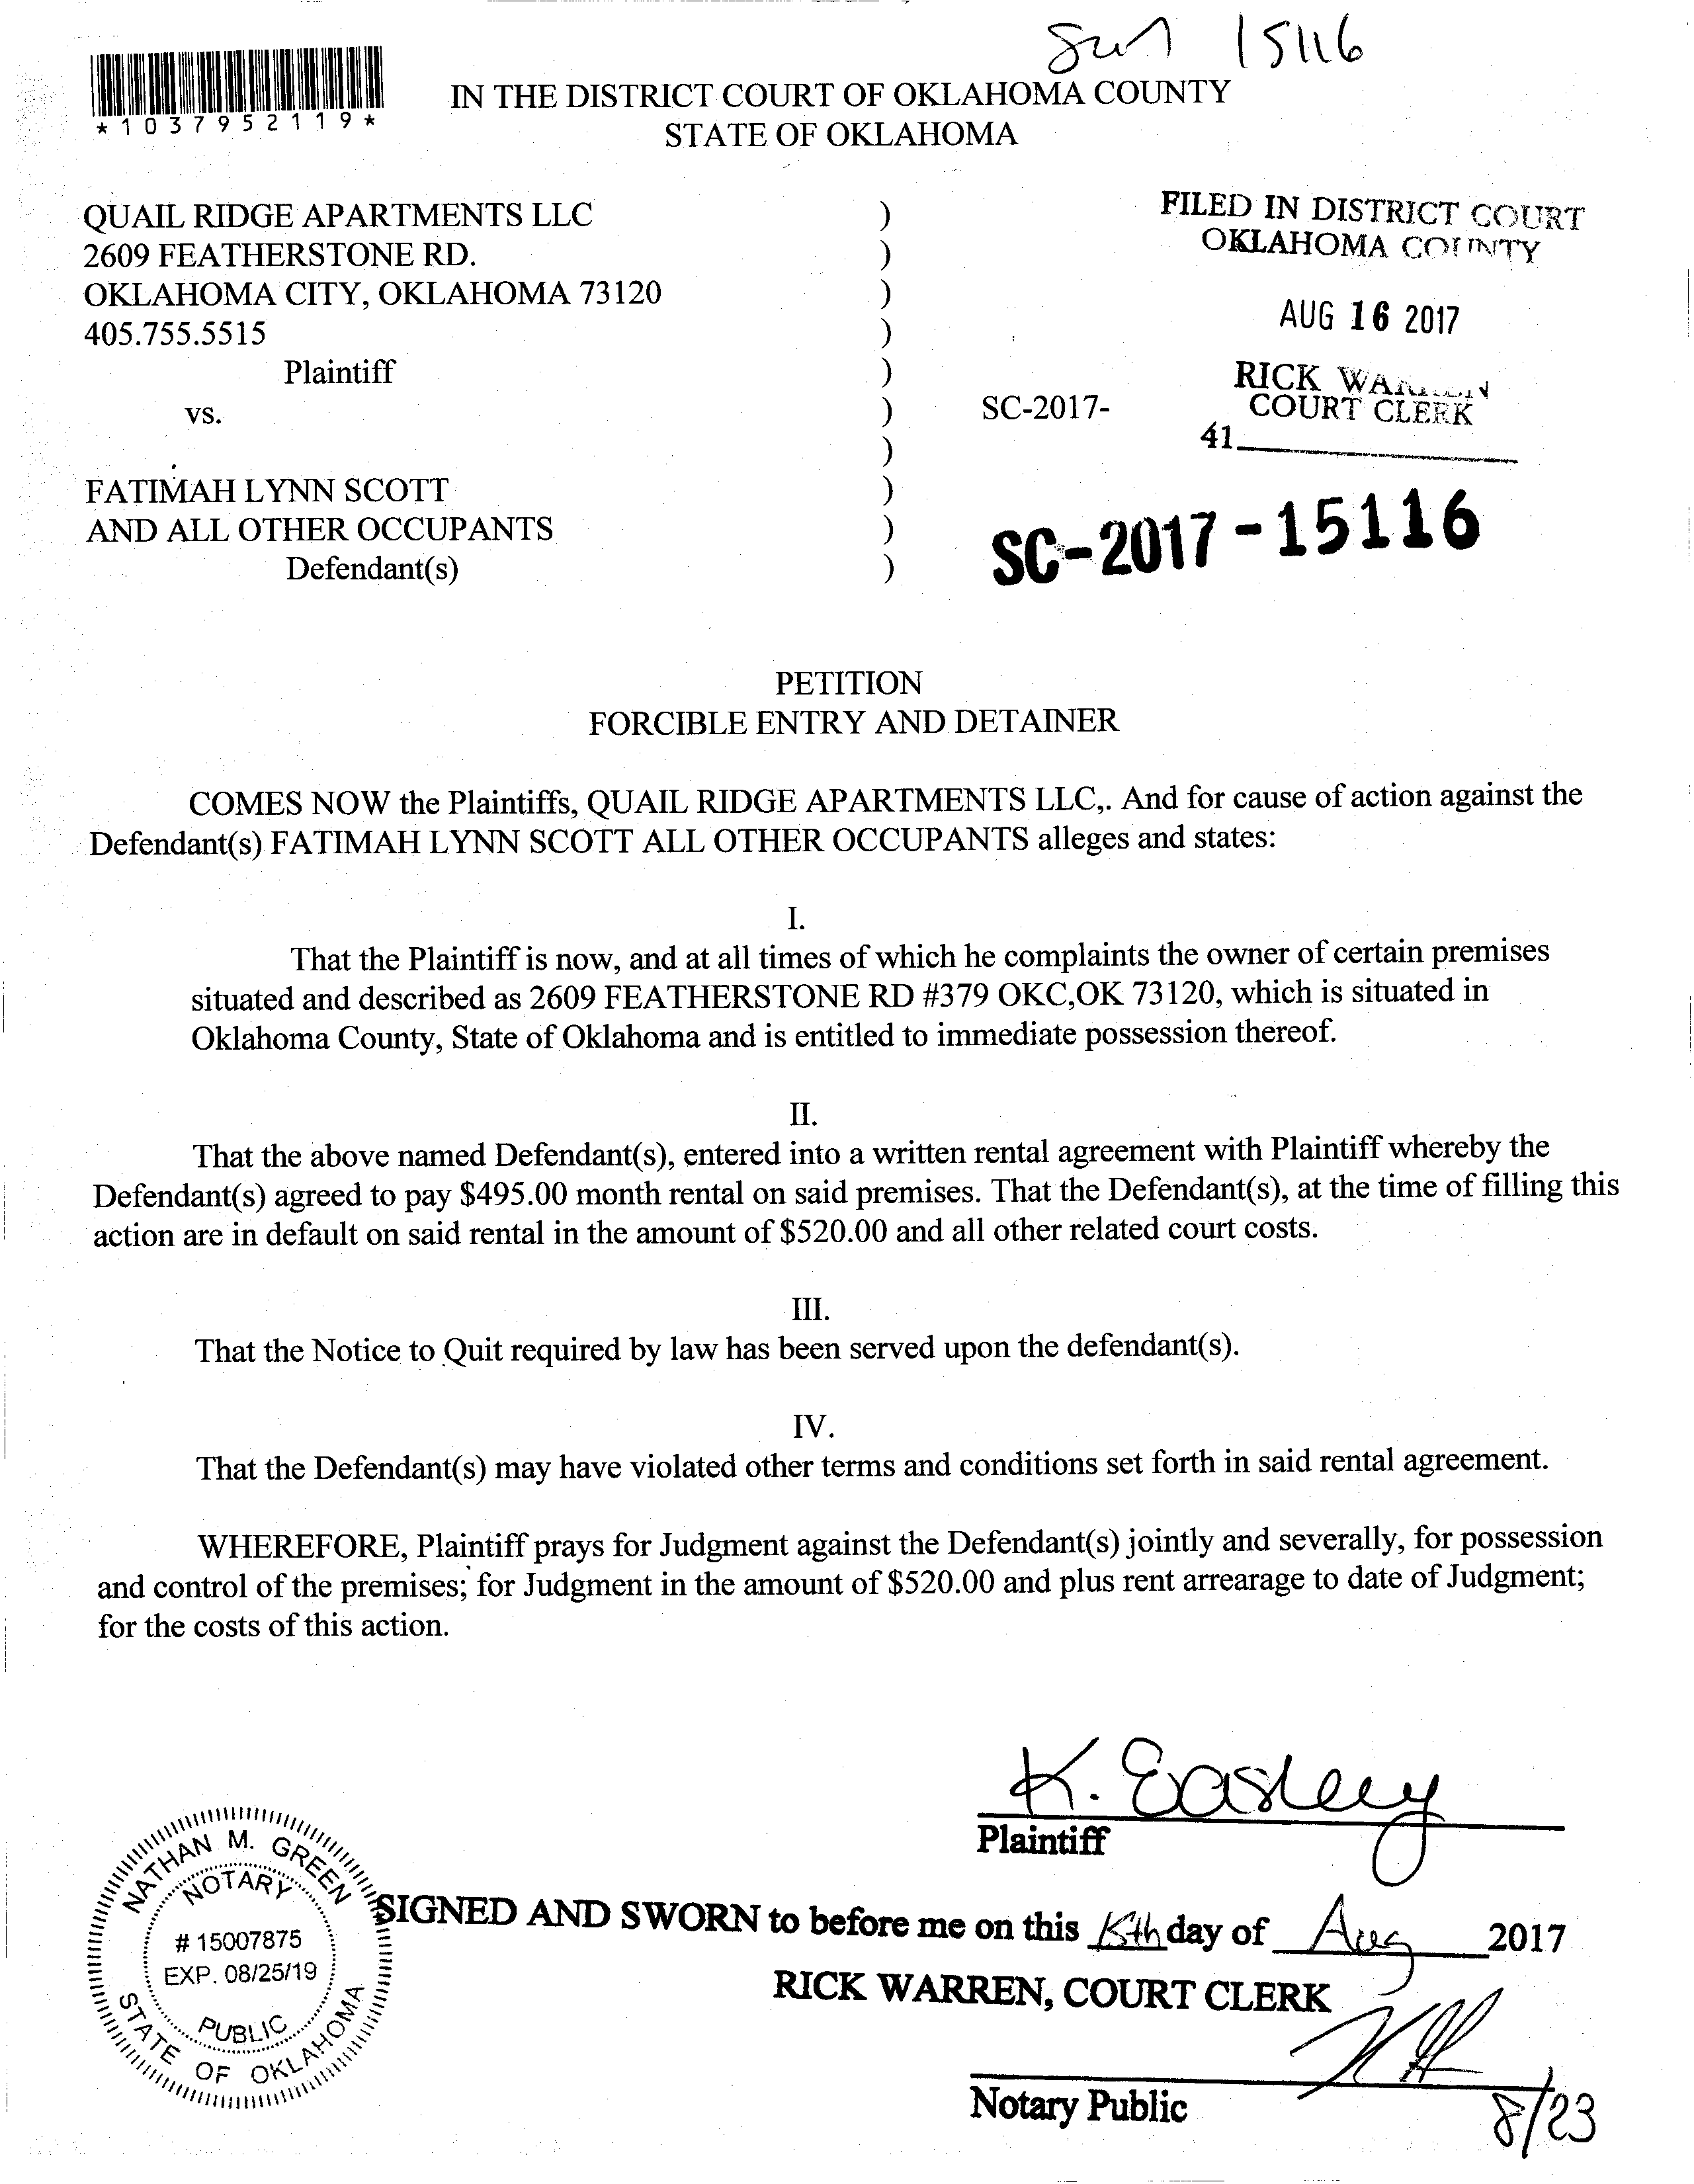 15116
*1037952119*
IN THE DISTRICT COURT OF OKLAHOMA COUNTY
STATE OF OKLAHOMA
QUAIL RIDGE APARTMENTS LLC )
2609 FEATHERSTONE RD. )
OKLAHOMA CITY, OKLAHOMA 73120 )
405.755.5515 )
Plaintiff )
vs. ) SC-2017-
)
FATIMAH LYNN SCOTT )
AND ALL OTHER OCCUPANTS )
Defendant(s) )
FILED IN DISTRICT COURT
OKLAHOMA COUNTY
AUG 16 2017
RICK WARREN
COURT CLERK
41
SC-2017-15116
PETITION
FORCIBLE ENTRY AND DETAINER
COMES NOW the Plaintiffs, QUAIL RIDGE APARTMENTS LLC,. And for cause of action against the
Defendant(s) FATIMAH LYNN SCOTT ALL OTHER OCCUPANTS alleges and states:
I.
That the Plaintiff is now, and at all times of which he complaints the owner of certain premises
situated and described as 2609 FEATHERSTONE RD #379 OKC,OK 73120, which is situated in
Oklahoma County, State of Oklahoma and is entitled to immediate possession thereof.
II.
That the above named Defendant(s), entered into a written rental agreement with Plaintiff whereby the
Defendant(s) agreed to pay $495.00 month rental on said premises. That the Defendant(s), at the time of filling this
action are in default on said rental in the amount of $520.00 and all other related court costs.
III.
That the Notice to Quit required by law has been served upon the defendant(s).
IV.
That the Defendant(s) may have violated other terms and conditions set forth in said rental agreement.
WHEREFORE, Plaintiff prays for Judgment against the Defendant(s) jointly and severally, for possession
and control of the premises; for Judgment in the amount of $520.00 and plus rent arrearage to date of Judgment;
for the costs of this action.
K. Easley
Plaintiff
NATHAN M. GREEN
NOTARY
# 15007875
EXP. 08/25/19
PUBLIC
STATE OF OKLAHOMA
SIGNED AND SWORN to before me on this 15th day of Aug 2017
RICK WARREN, COURT CLERK
Notary Public
8/23